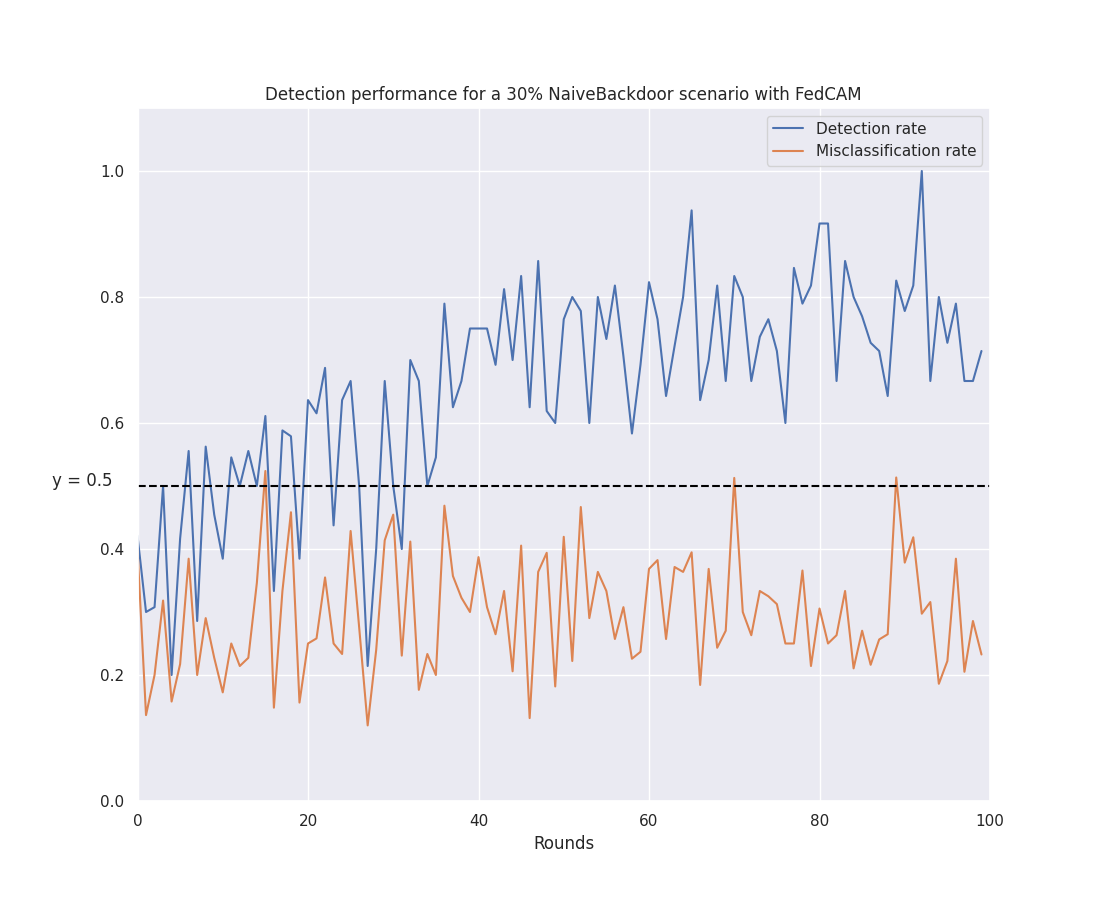 Detection performance for a 30% NaiveBackdoor scenario with FedCAM
Detection rate
Misclassification rate
1.0
0.8
0.6
y = 0.5
0.4
0.2
0.0
0 20 40 60 80 100
Rounds